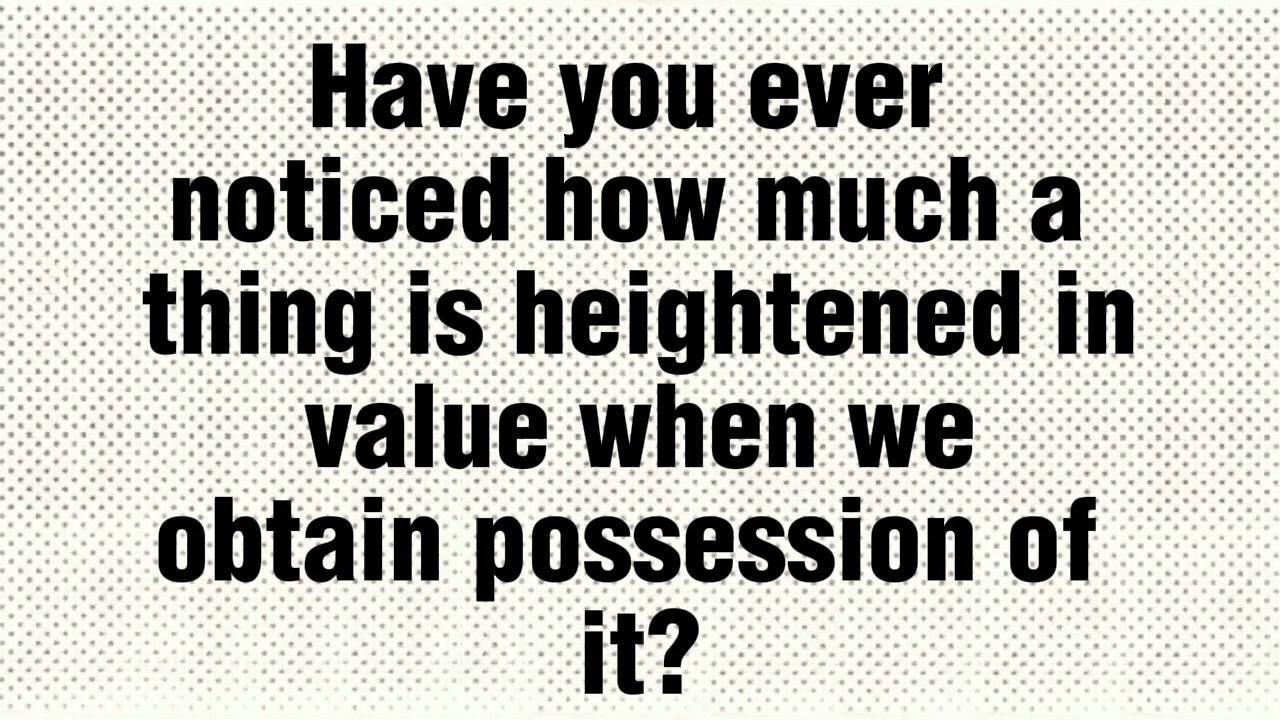 Have you ever
noticed how much a
thing is heightened in
value when we
obtain possession of
it?